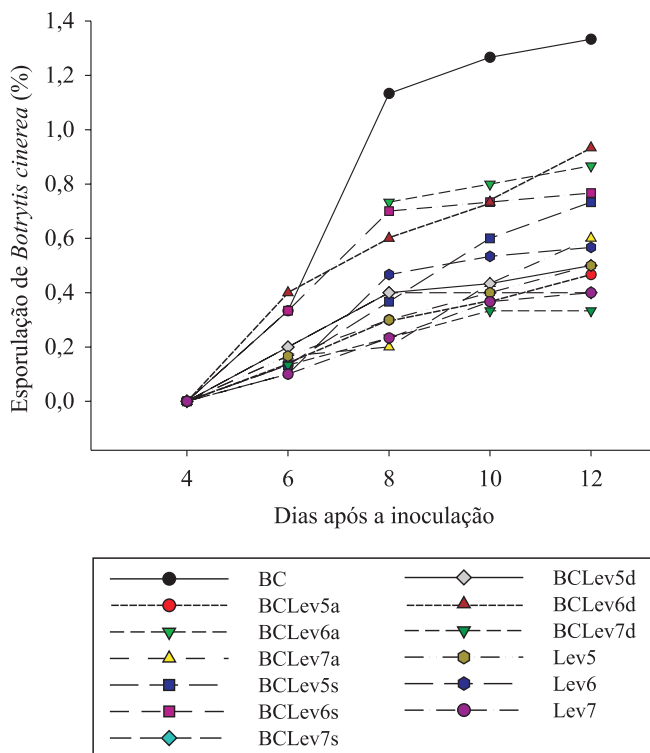 1,4
1,2
1,0
0,8
0,6
0,4
0,2
0,0
Esporulação de Botrytis cinerea (%)
4 6 8 10 12
Dias após a inoculação
BC
BCLev5a
BCLev6a
BCLev7a
BCLev5s
BCLev6s
BCLev7s
BCLev5d
BCLev6d
BCLev7d
Lev5
Lev6
Lev7